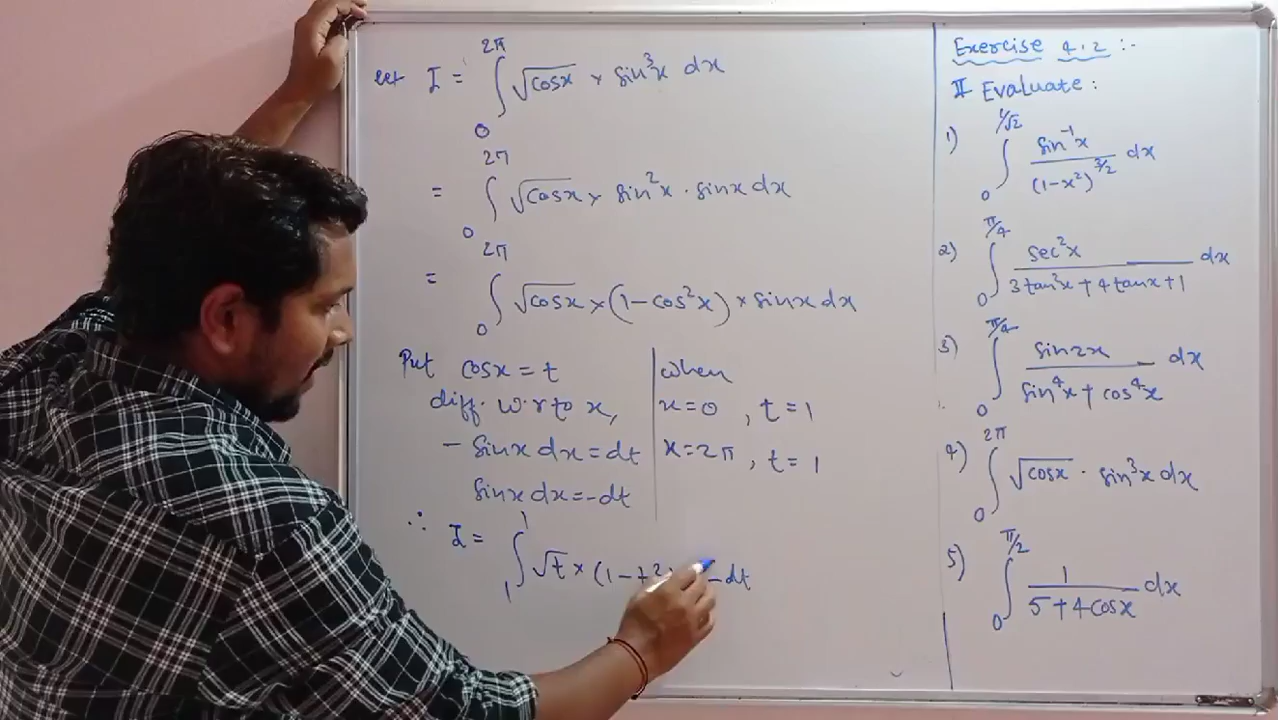 let I = ∫₀^2π √cosx × sin³x dx
= ∫₀^2π √cosx × sin²x · sinx dx
= ∫₀^2π √cosx × (1 - cos²x) × sinx dx
Put cosx = t
diff. w.r to x,
- sinx dx = dt
sinx dx = -dt
when
x = 0 , t = 1
x = 2π , t = 1
∴ I = ∫₁^1 √t × (1 - t²) - dt
Exercise 4.2 :-
II Evaluate :
1) ∫₀^1/√2 sin⁻¹x / (1-x²)^3/2 dx
2) ∫₀^π/4 sec²x / 3tan²x + 4tanx + 1 dx
3) ∫₀^π/4 sin2x / sin⁴x + cos⁴x dx
4) ∫₀^2π √cosx · sin³x dx
5) ∫₀^π/2 1 / 5 + 4cosx dx